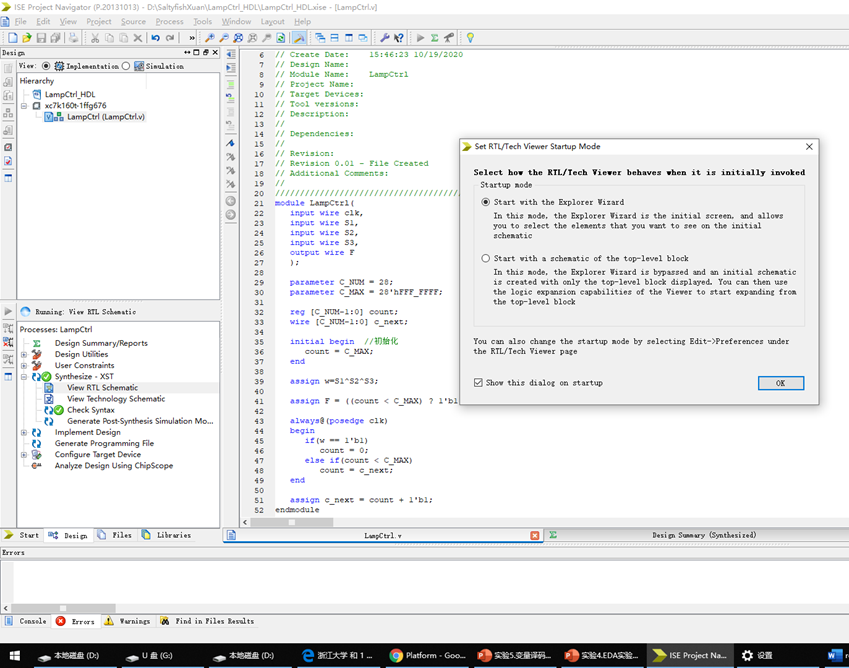 ISE Project Navigator (P.20131013) - D:\SaltyfishXuan\LampCtrl_HDL\LampCtrl_HDL.xise - [LampCtrl.v]
File Edit View Project Source Process Tools Window Layout Help
Design
View: Implementation Simulation
Hierarchy
LampCtrl_HDL
xc7k160t-1ffg676
LampCtrl (LampCtrl.v)
Running: View RTL Schematic
Processes: LampCtrl
Design Summary/Reports
Design Utilities
User Constraints
Synthesize - XST
View RTL Schematic
View Technology Schematic
Check Syntax
Generate Post-Synthesis Simulation Mo...
Implement Design
Generate Programming File
Configure Target Device
Analyze Design Using ChipScope
Start Design Files Libraries
6 // Create Date: 15:46:23 10/19/2020
7 // Design Name:
8 // Module Name: LampCtrl
9 // Project Name:
10 // Target Devices:
11 // Tool versions:
12 // Description:
13 //
14 // Dependencies:
15 //
16 // Revision:
17 // Revision 0.01 - File Created
18 // Additional Comments:
19 //
20 //////////////////////////////////////
21 module LampCtrl(
22 input wire clk,
23 input wire S1,
24 input wire S2,
25 input wire S3,
26 output wire F
27 );
28
29 parameter C_NUM = 28;
30 parameter C_MAX = 28'hFFF_FFFF;
31
32 reg [C_NUM-1:0] count;
33 wire [C_NUM-1:0] c_next;
34
35 initial begin //初始化
36 count = C_MAX;
37 end
38
39 assign w=S1^S2^S3;
40
41 assign F = ((count < C_MAX) ? 1'b1
42
43 always@(posedge clk)
44 begin
45 if(w == 1'b1)
46 count = 0;
47 else if(count < C_MAX)
48 count = c_next;
49 end
50
51 assign c_next = count + 1'b1;
52 endmodule
LampCtrl.v
Design Summary (Synthesized)
Set RTL/Tech Viewer Startup Mode
Select how the RTL/Tech Viewer behaves when it is initially invoked
Startup mode
Start with the Explorer Wizard
In this mode, the Explorer Wizard is the initial screen, and allows
you to select the elements that you want to see on the initial
schematic
Start with a schematic of the top-level block
In this mode, the Explorer Wizard is bypassed and an initial schematic
is created with only the top-level block displayed. You can then use
the logic expansion capabilities of the Viewer to start expanding from
the top-level block
You can also change the startup mode by selecting Edit->Preferences under
the RTL/Tech Viewer page
Show this dialog on startup
OK
Errors
Console Errors Warnings Find in Files Results
本地磁盘 (D:) U 盘 (G:) 本地磁盘 (D:) 浙江大学 和 1 ... Platform - Goo... 实验5.变量译码... 实验4.EDA实验... ISE Project Na... 设置